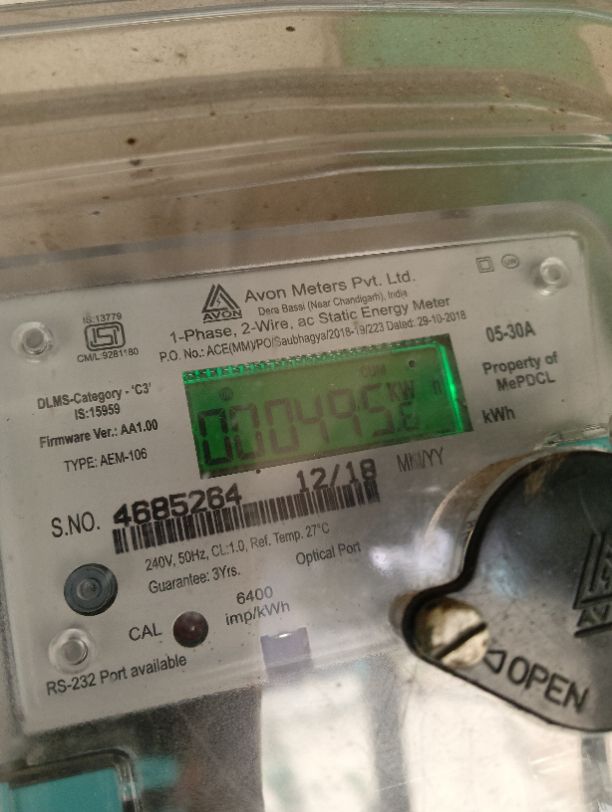 AVON
Avon Meters Pvt. Ltd.
Dera Bassi (Near Chandigarh), India
1-Phase, 2-Wire, ac Static Energy Meter
P.O. No.: ACE(MM)/PO/Saubhagya/2018-19/223 Dated: 29-10-2018
IS:13779
ISI
CM/L:9281180
05-30A
DLMS-Category - 'C3'
IS:15959
Firmware Ver.: AA1.00
TYPE: AEM-106
CUM
KW
000495
Property of
MePDCL
kWh
S.NO. 4685264 12/18 MM/YY
240V, 50Hz, CL:1.0, Ref. Temp. 27°C
Guarantee: 3Yrs.
Optical Port
6400
imp/kWh
CAL
RS-232 Port available
OPEN